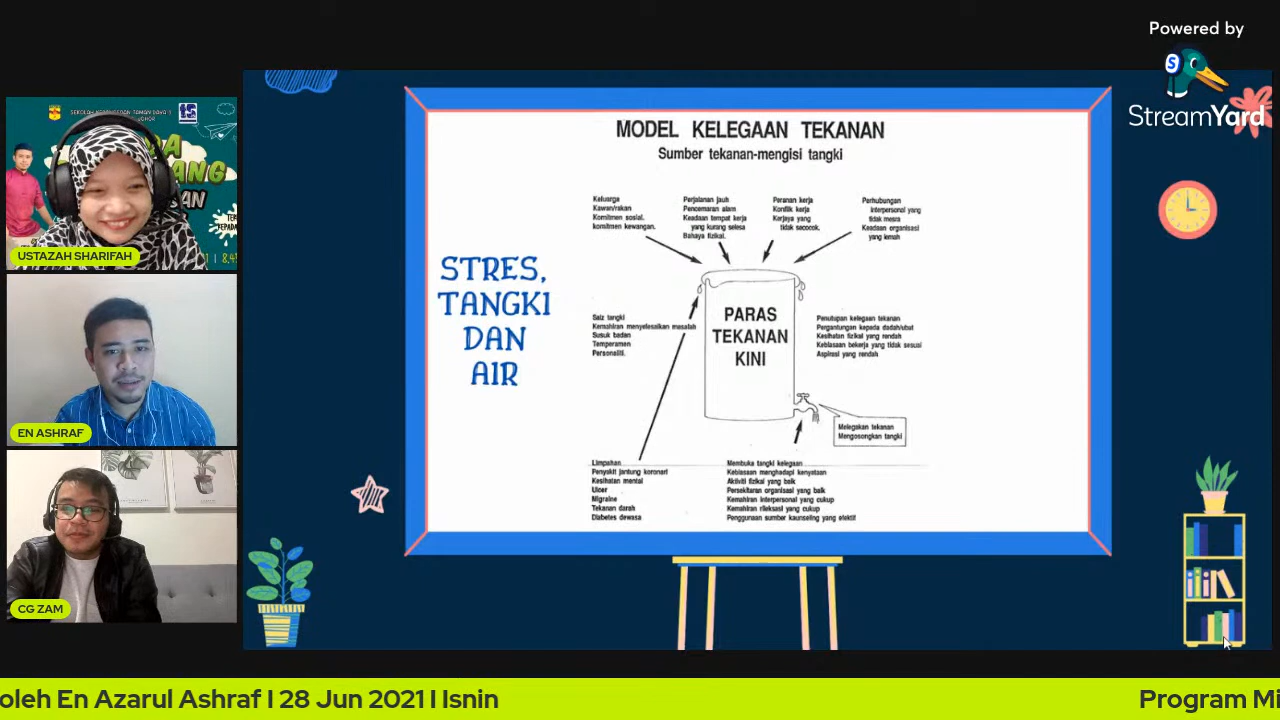 Powered by
StreamYard
SEKOLAH KEBANGSAAN TAMAN DAYA
JOHOR
USTAZAH SHARIFAH
EN ASHRAF
CG ZAM
MODEL KELEGAAN TEKANAN
Sumber tekanan-mengisi tangki
Keluarga
Kawan/rakan
Komitmen sosial.
komitmen kewangan.
Perjalanan jauh
Pencemaran alam
Keadaan tempat kerja
yang kurang selesa
Bahaya fizikal.
Peranan kerja
Konflik kerja
Kerjaya yang
tidak secocok.
Perhubungan
interpersonal yang
tidak mesra
Keadaan organisasi
yang lemah
STRES,
TANGKI
DAN
AIR
Saiz tangki
Kemahiran menyelesaikan masalah
Susuk badan
Temperamen
Personaliti.
PARAS
TEKANAN
KINI
Penutupan kelegaan tekanan
Pergantungan kepada dadah/ubat
Kesihatan fizikal yang rendah
Kebiasaan bekerja yang tidak sesuai
Aspirasi yang rendah
Melegakan tekanan
Mengosongkan tangki
Limpahan
Penyakit jantung koronari
Kesihatan mental
Ulcer
Migraine
Tekanan darah
Diabetes dewasa
Membuka tangki kelegaan
Kebiasaan menghadapi kenyataan
Aktiviti fizikal yang baik
Persekitaran organisasi yang baik
Kemahiran interpersonal yang cukup
Kemahiran rileksasi yang cukup
Penggunaan sumber kaunseling yang efektif
oleh En Azarul Ashraf I 28 Jun 2021 I Isnin
Program Mi